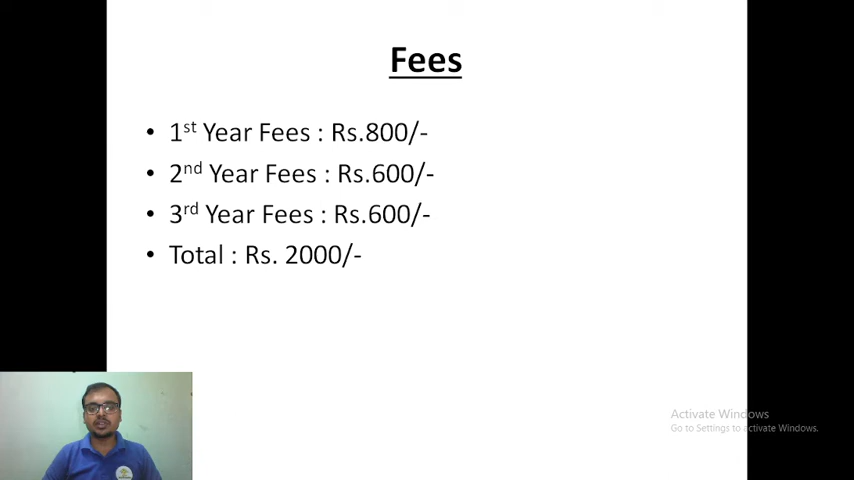 Fees
• 1st Year Fees : Rs.800/-
• 2nd Year Fees : Rs.600/-
• 3rd Year Fees : Rs.600/-
• Total : Rs. 2000/-
Activate Windows
Go to Settings to activate Windows.